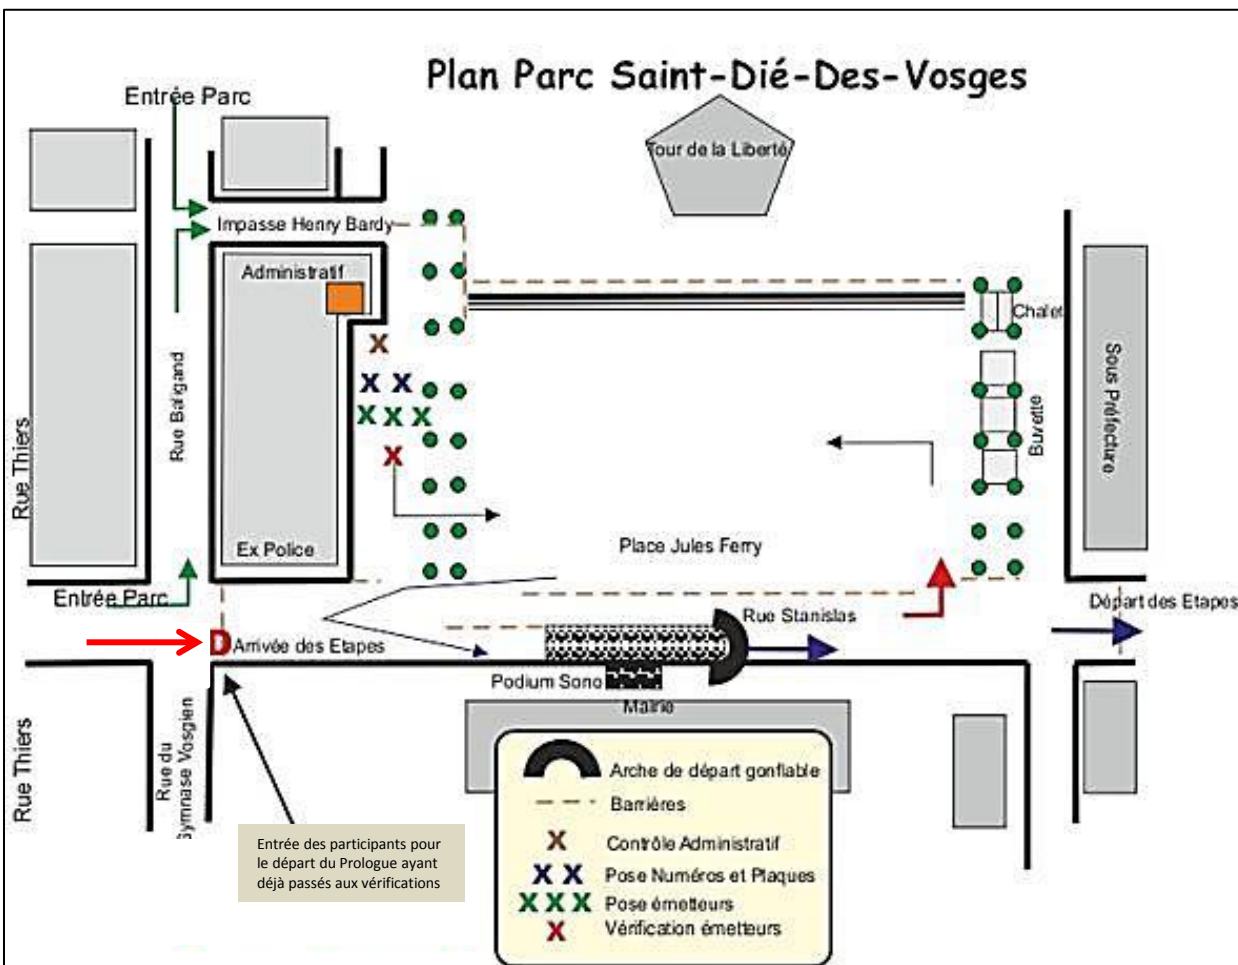 Plan Parc Saint-Dié-Des-Vosges
Entrée Parc
Tour de la Liberté
Impasse Henry Bardy
Administratif
Chalet
Sous Préfecture
Rue Baligand
Rue Thiers
Buvette
Ex Police
Place Jules Ferry
Entrée Parc
Départ des Etapes
Rue Stanislas
D
Arrivée des Etapes
Podium Sono
Mairie
Rue Thiers
Rue du
Gymnase Vosgien
Entrée des participants pour
le départ du Prologue ayant
déjà passés aux vérifications
Arche de départ gonflable
Barrières
X Contrôle Administratif
X X Pose Numéros et Plaques
X X X Pose émetteurs
X Vérification émetteurs
X
X X
X X X
X